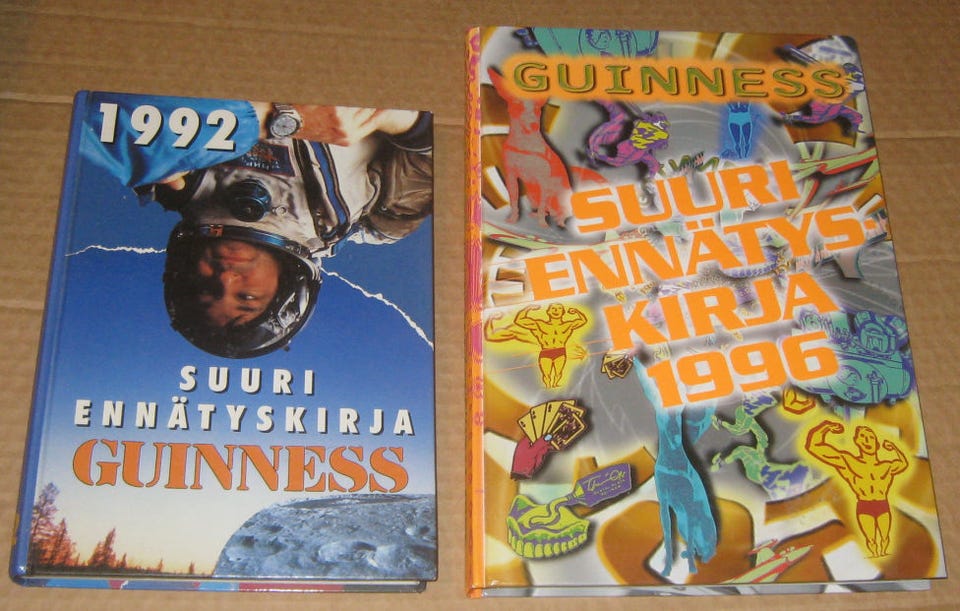 1992
SUURI
ENNÄTYSKIRJA
GUINNESS
GUINNESS
SUURI
ENNÄTYS-
KIRJA
1996